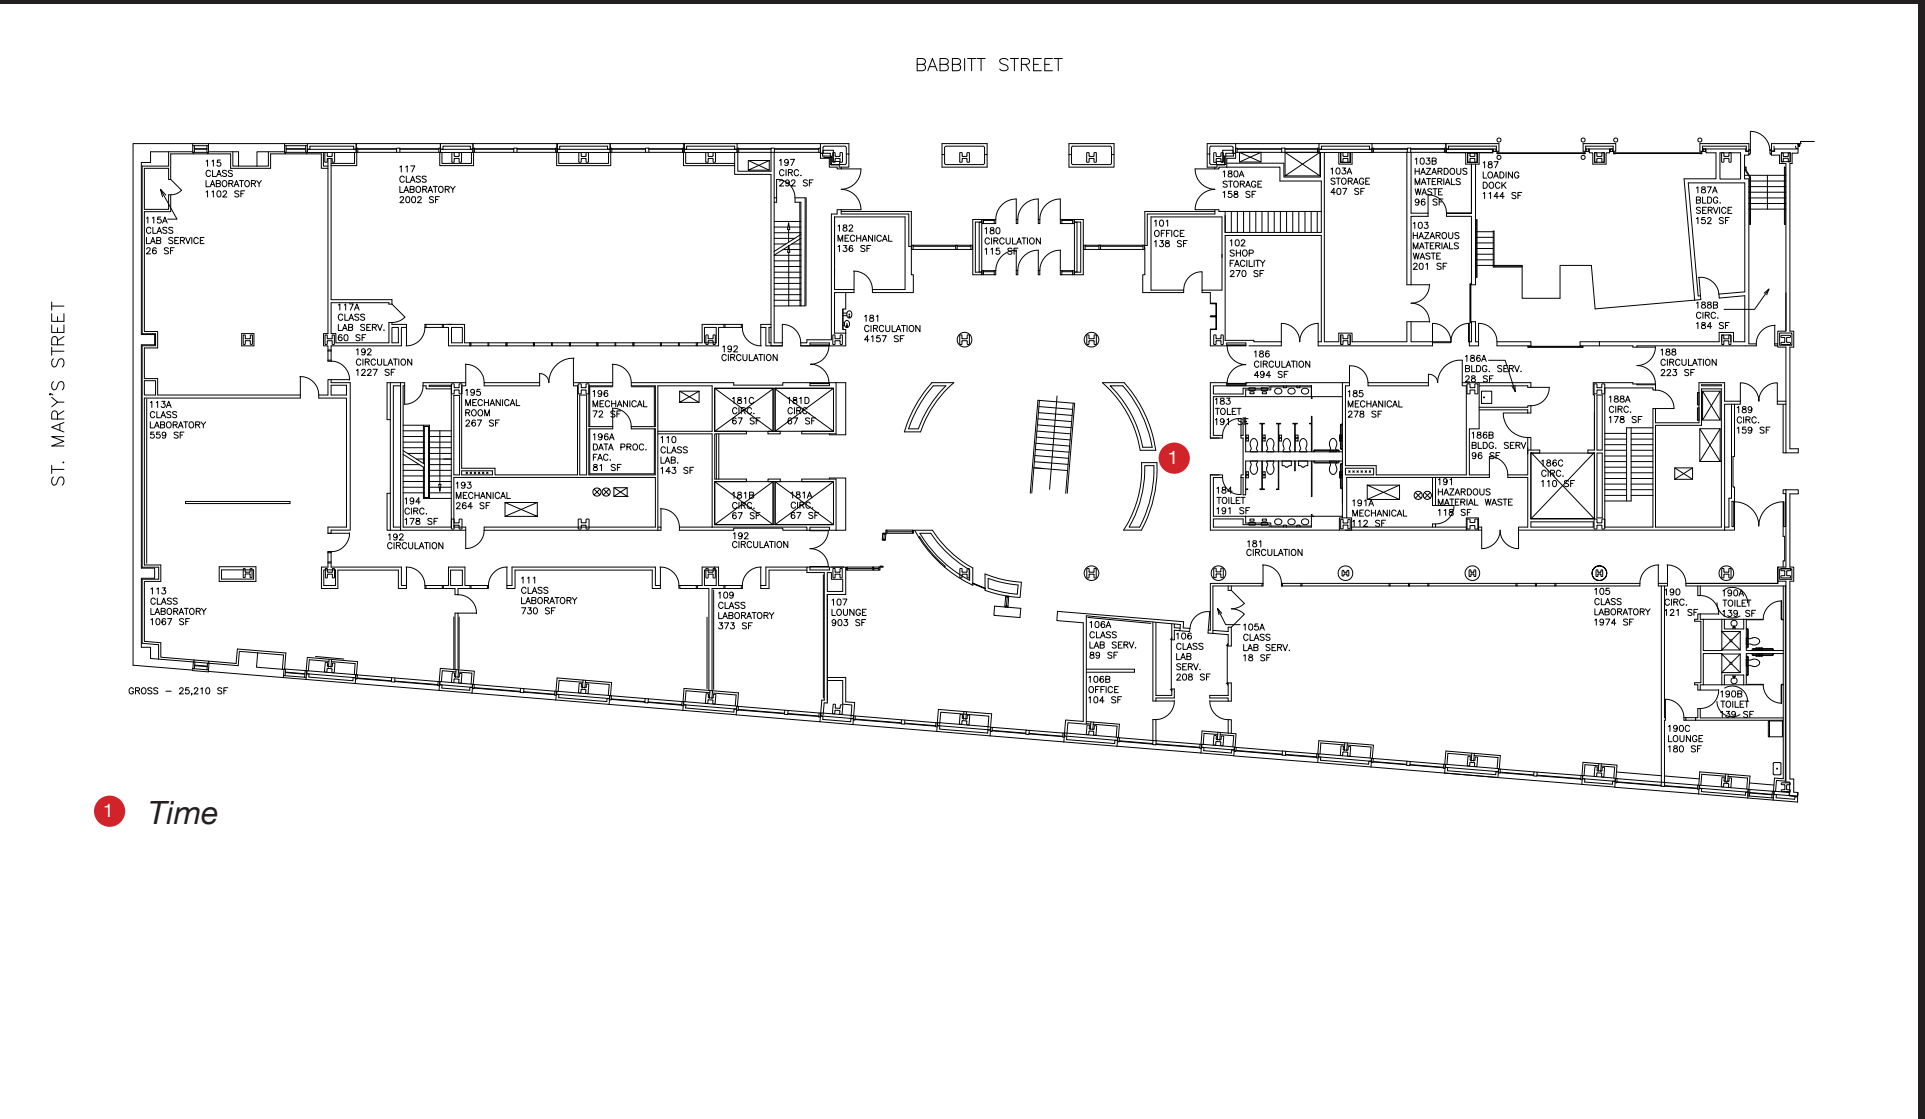 BABBITT STREET
ST. MARY'S STREET
115
CLASS
LABORATORY
1102 SF
115A
CLASS
LAB SERVICE
26 SF
117
CLASS
LABORATORY
2002 SF
117A
CLASS
LAB SERV.
60 SF
197
CIRC.
292 SF
182
MECHANICAL
136 SF
180
CIRCULATION
115 SF
101
OFFICE
138 SF
180A
STORAGE
158 SF
102
SHOP
FACILITY
270 SF
103A
STORAGE
407 SF
103B
HAZARDOUS
MATERIALS
WASTE
96 SF
103
HAZAROUS
MATERIALS
WASTE
201 SF
187
LOADING
DOCK
1144 SF
187A
BLDG.
SERVICE
152 SF
188B
CIRC.
184 SF
181
CIRCULATION
4157 SF
192
CIRCULATION
1227 SF
192
CIRCULATION
186
CIRCULATION
494 SF
186A
BLDG. SERV.
28 SF
188
CIRCULATION
223 SF
113A
CLASS
LABORATORY
559 SF
195
MECHANICAL
ROOM
267 SF
196
MECHANICAL
72 SF
196A
DATA PROC.
FAC.
81 SF
110
CLASS
LAB.
143 SF
181C
CIRC.
67 SF
181D
CIRC.
67 SF
181B
CIRC.
67 SF
181A
CIRC.
67 SF
194
CIRC.
178 SF
193
MECHANICAL
264 SF
1
183
TOLET
191 SF
184
TOILET
191 SF
185
MECHANICAL
278 SF
186B
BLDG. SERV
96 SF
186C
CIRC.
110 SF
188A
CIRC.
178 SF
189
CIRC.
159 SF
191A
MECHANICAL
112 SF
191
HAZARDOUS
MATERIAL WASTE
118 SF
192
CIRCULATION
192
CIRCULATION
181
CIRCULATION
113
CLASS
LABORATORY
1067 SF
111
CLASS
LABORATORY
730 SF
109
CLASS
LABORATORY
373 SF
107
LOUNGE
903 SF
106A
CLASS
LAB SERV.
89 SF
106B
OFFICE
104 SF
106
CLASS
LAB
SERV.
208 SF
105A
CLASS
LAB SERV.
18 SF
105
CLASS
LABORATORY
1974 SF
190
CIRC.
121 SF
190A
TOILET
139 SF
190B
TOILET
139 SF
190C
LOUNGE
180 SF
GROSS – 25,210 SF
1 Time